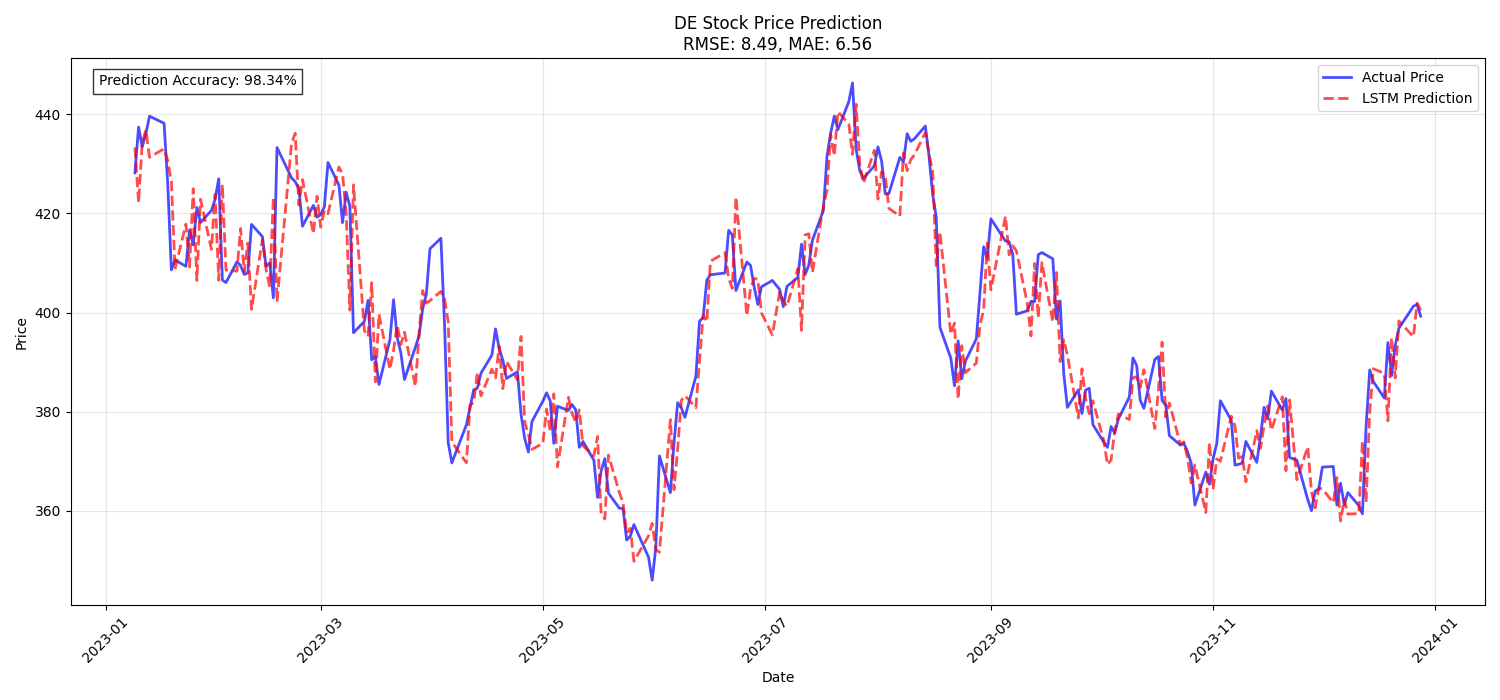 DE Stock Price Prediction
RMSE: 8.49, MAE: 6.56
Prediction Accuracy: 98.34%
Actual Price
LSTM Prediction
Price
440
420
400
380
360
2023-01
2023-03
2023-05
2023-07
2023-09
2023-11
2024-01
Date